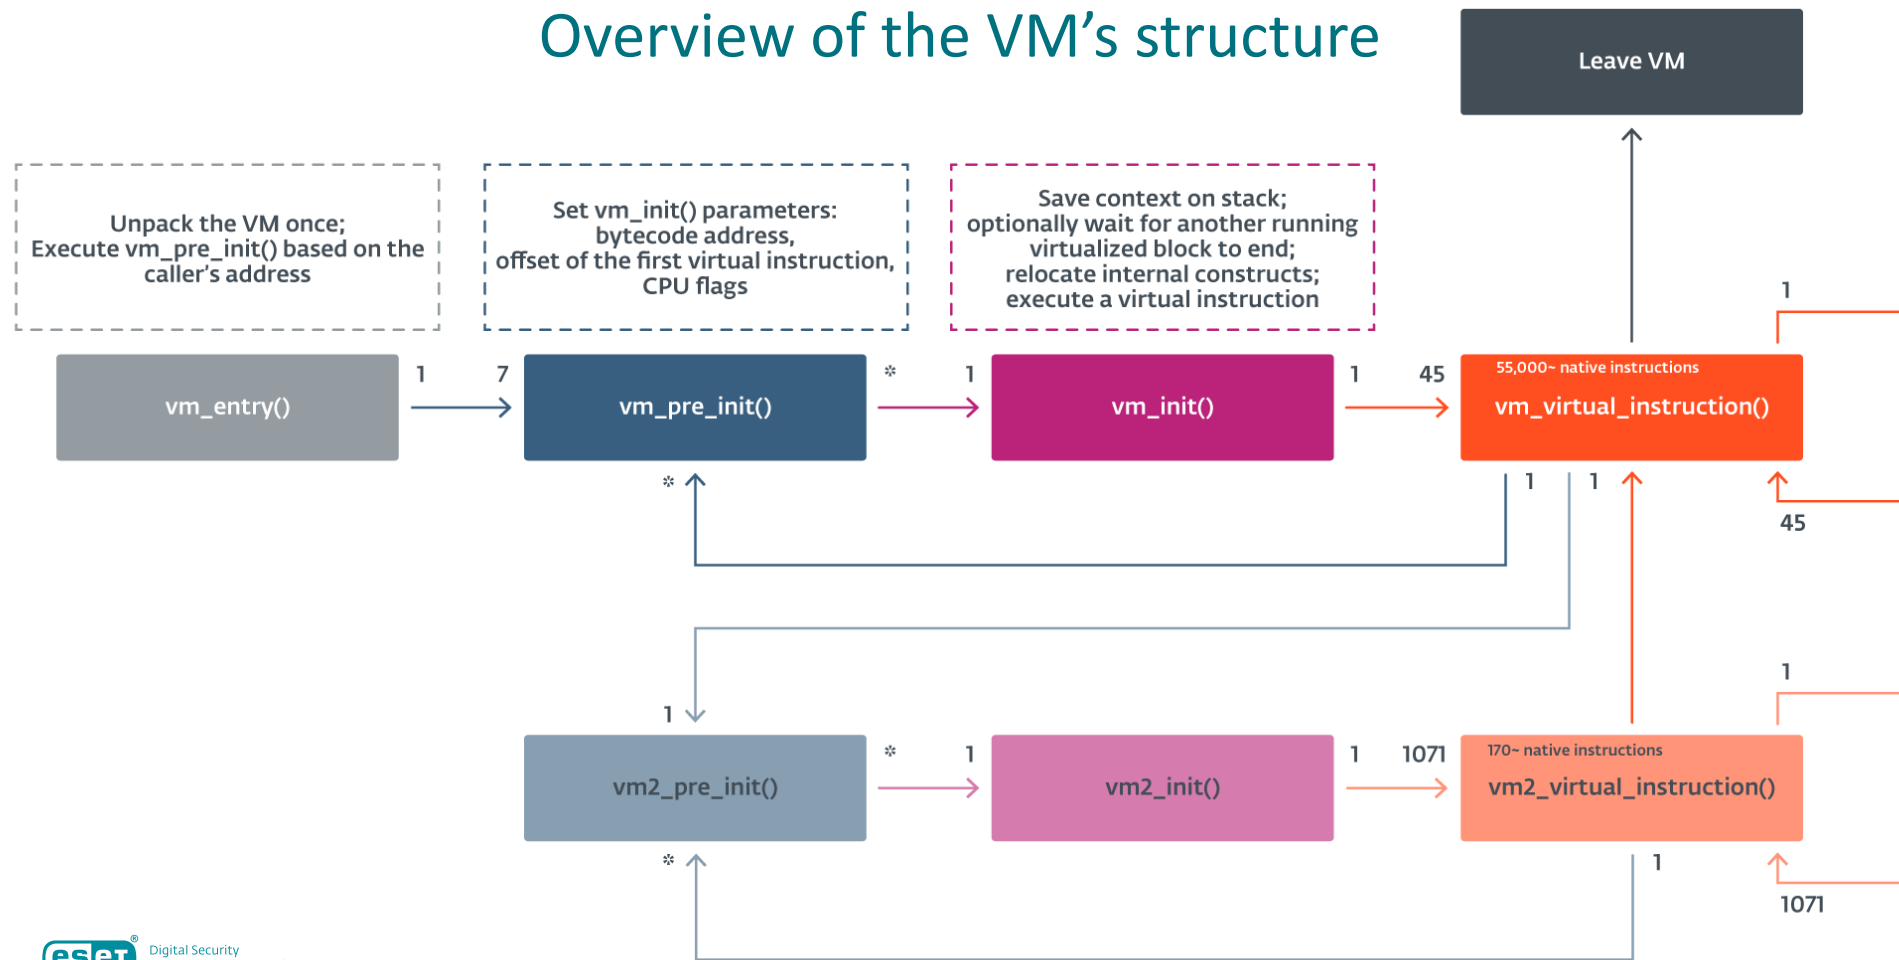 Overview of the VM's structure
Leave VM
Unpack the VM once;
Execute vm_pre_init() based on the
caller's address
Set vm_init() parameters:
bytecode address,
offset of the first virtual instruction,
CPU flags
Save context on stack;
optionally wait for another running
virtualized block to end;
relocate internal constructs;
execute a virtual instruction
1
vm_entry()
1
7
vm_pre_init()
*
1
vm_init()
1
45
55,000~ native instructions
vm_virtual_instruction()
*
1
1
45
1
1
vm2_pre_init()
*
1
vm2_init()
1
1071
170~ native instructions
vm2_virtual_instruction()
*
1
1071
eset
®
Digital Security